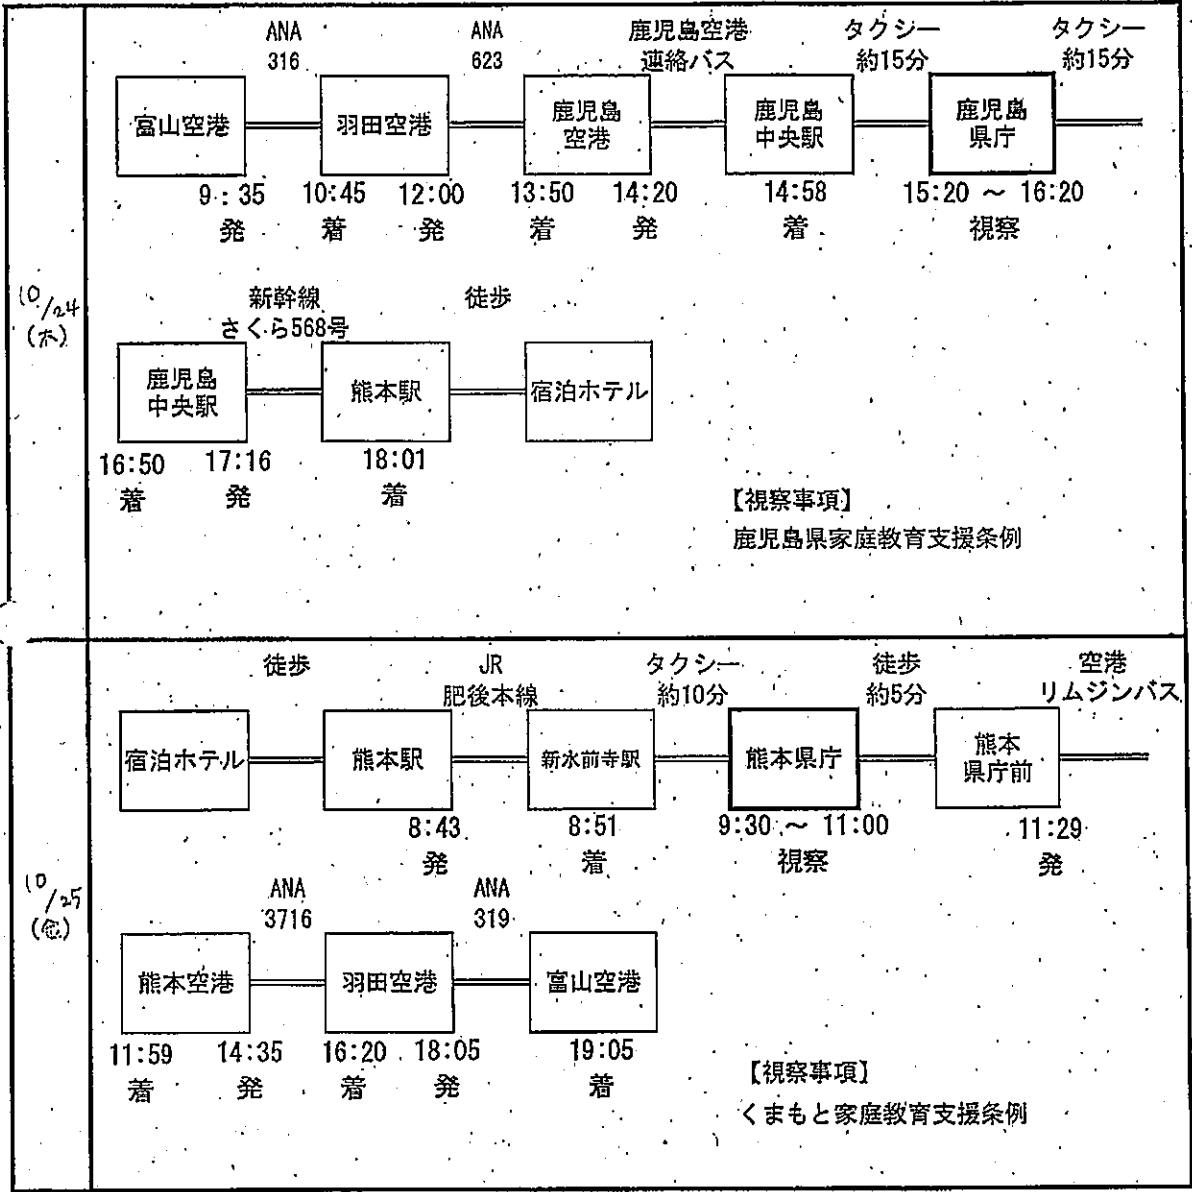 10/24
(木)
ANA
316
ANA
623
鹿児島空港
連絡バス
タクシー
約15分
タクシー
約15分
富山空港
羽田空港
鹿児島
空港
鹿児島
中央駅
鹿児島
県庁
9:35
発
10:45
着
12:00
発
13:50
着
14:20
発
14:58
着
15:20 ～ 16:20
視察
新幹線
さくら568号
徒歩
鹿児島
中央駅
熊本駅
宿泊ホテル
16:50
着
17:16
発
18:01
着
【視察事項】
鹿児島県家庭教育支援条例
10/25
(金)
徒歩
JR
肥後本線
タクシー
約10分
徒歩
約5分
空港
リムジンバス
宿泊ホテル
熊本駅
新水前寺駅
熊本県庁
熊本
県庁前
8:43
発
8:51
着
9:30 ～ 11:00
視察
11:29
発
ANA
3716
ANA
319
熊本空港
羽田空港
富山空港
11:59
着
14:35
発
16:20
着
18:05
発
19:05
着
【視察事項】
くまもと家庭教育支援条例